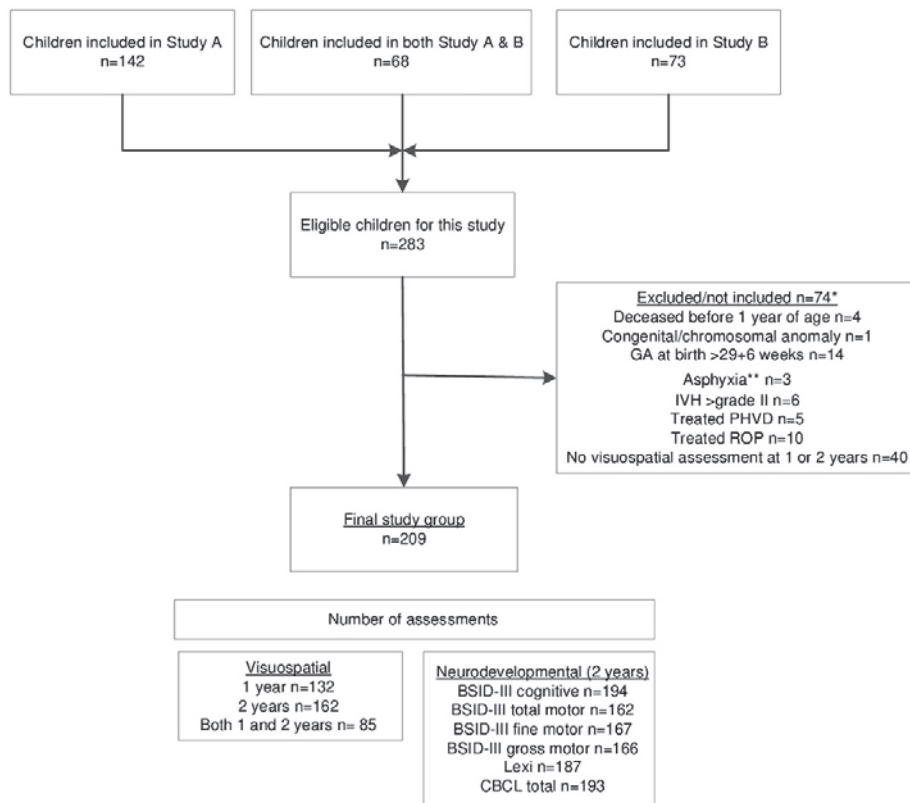 Children included in Study A
n=142
Children included in both Study A & B
n=68
Children included in Study B
n=73
Eligible children for this study
n=283
Excluded/not included n=74*
Deceased before 1 year of age n=4
Congenital/chromosomal anomaly n=1
GA at birth >29+6 weeks n=14
Asphyxia** n=3
IVH >grade II n=6
Treated PHVD n=5
Treated ROP n=10
No visuospatial assessment at 1 or 2 years n=40
Final study group
n=209
Number of assessments
Visuospatial
1 year n=132
2 years n=162
Both 1 and 2 years n= 85
Neurodevelopmental (2 years)
BSID-III cognitive n=194
BSID-III total motor n=162
BSID-III fine motor n=167
BSID-III gross motor n=166
Lexi n=187
CBCL total n=193